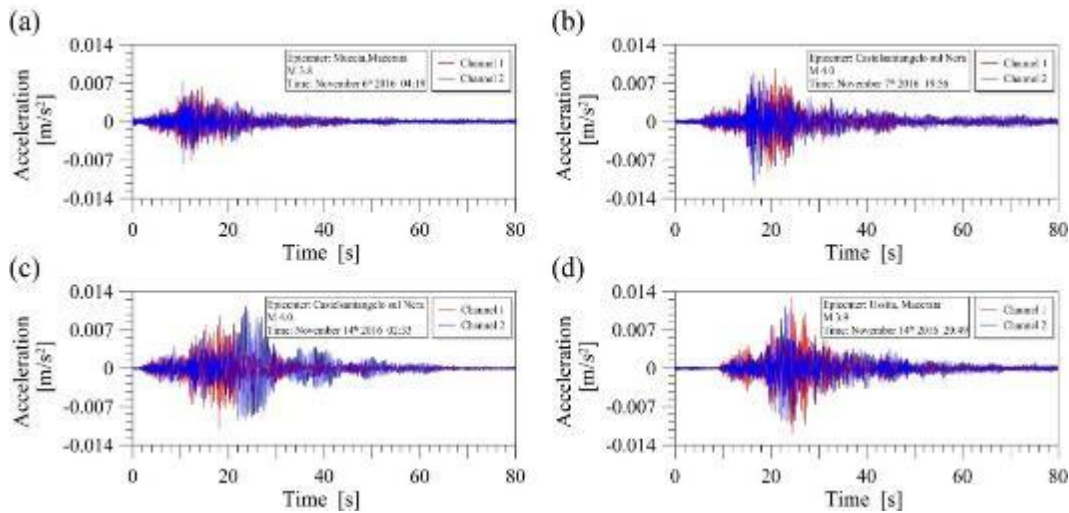 (a)
0.014
0.007
0
-0.007
-0.014
Acceleration
[m/s²]
Epicenter: Muccia, Macerata
M 3.8
Time: November 6th 2016 04:19
Channel 1
Channel 2
0 20 40 60 80
Time [s]
(b)
0.014
0.007
0
-0.007
-0.014
Acceleration
[m/s²]
Epicenter: Castelsantangelo sul Nera
M 4.0
Time: November 7th 2016 19:56
Channel 1
Channel 2
0 20 40 60 80
Time [s]
(c)
0.014
0.007
0
-0.007
-0.014
Acceleration
[m/s²]
Epicenter: Castelsantangelo sul Nera
M 4.0
Time: November 14th 2016 02:33
Channel 1
Channel 2
0 20 40 60 80
Time [s]
(d)
0.014
0.007
0
-0.007
-0.014
Acceleration
[m/s²]
Epicenter: Ussita, Macerata
M 3.9
Time: November 14th 2016 20:49
Channel 1
Channel 2
0 20 40 60 80
Time [s]